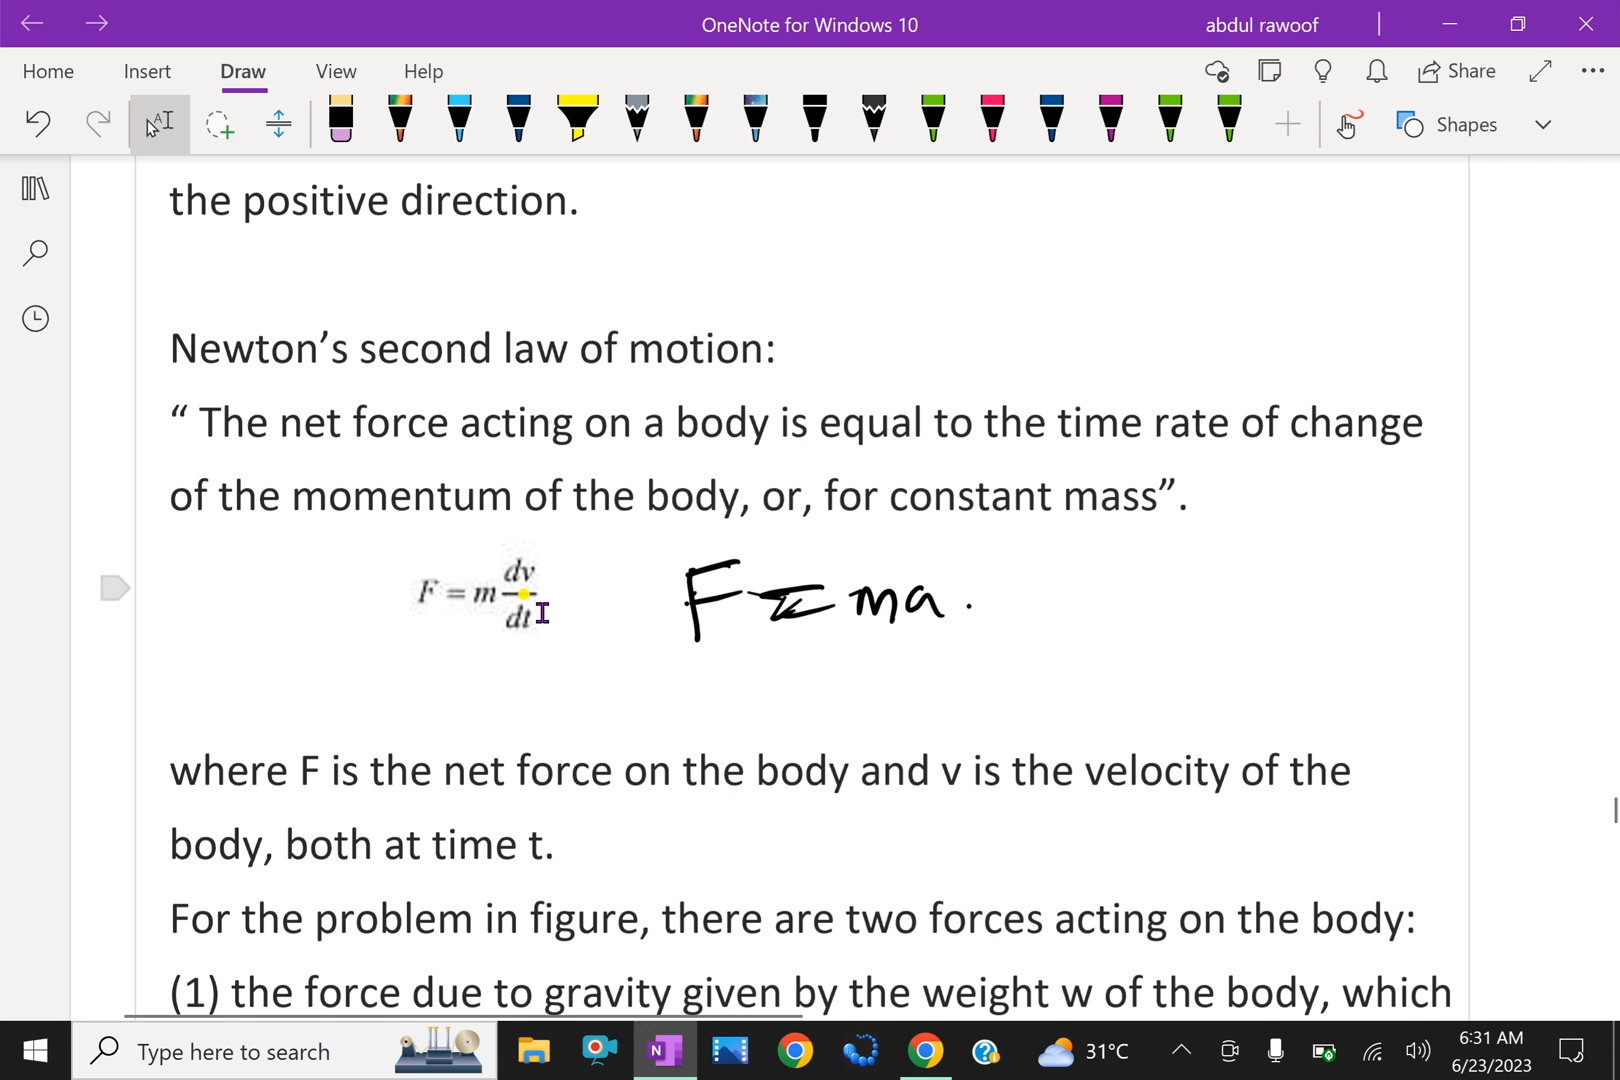 OneNote for Windows 10
abdul rawoof
Home Insert Draw View Help
Share
Shapes
the positive direction.
Newton’s second law of motion:
“ The net force acting on a body is equal to the time rate of change
of the momentum of the body, or, for constant mass”.
F = m dv/dt
F = ma .
where F is the net force on the body and v is the velocity of the
body, both at time t.
For the problem in figure, there are two forces acting on the body:
(1) the force due to gravity given by the weight w of the body, which
Type here to search
31°C
6:31 AM
6/23/2023